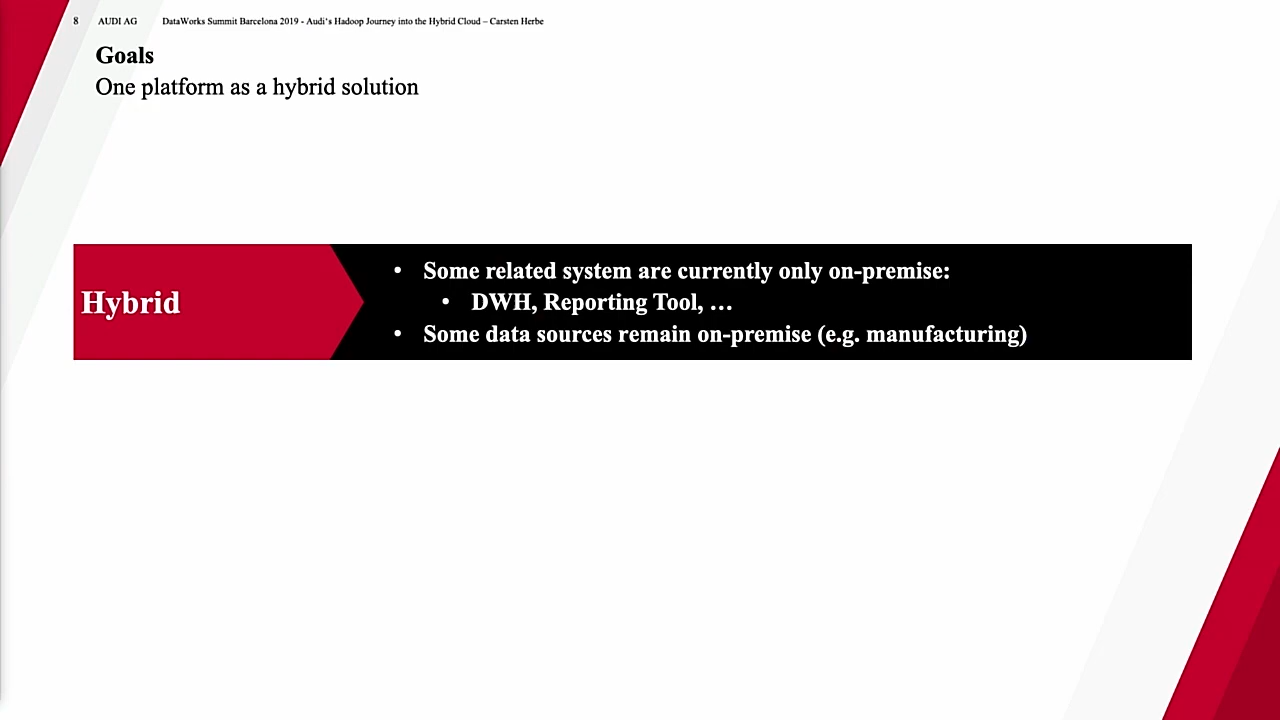 8 AUDI AG DataWorks Summit Barcelona 2019 - Audi's Hadoop Journey into the Hybrid Cloud – Carsten Herbe
Goals
One platform as a hybrid solution
Hybrid
• Some related system are currently only on-premise:
• DWH, Reporting Tool, …
• Some data sources remain on-premise (e.g. manufacturing)